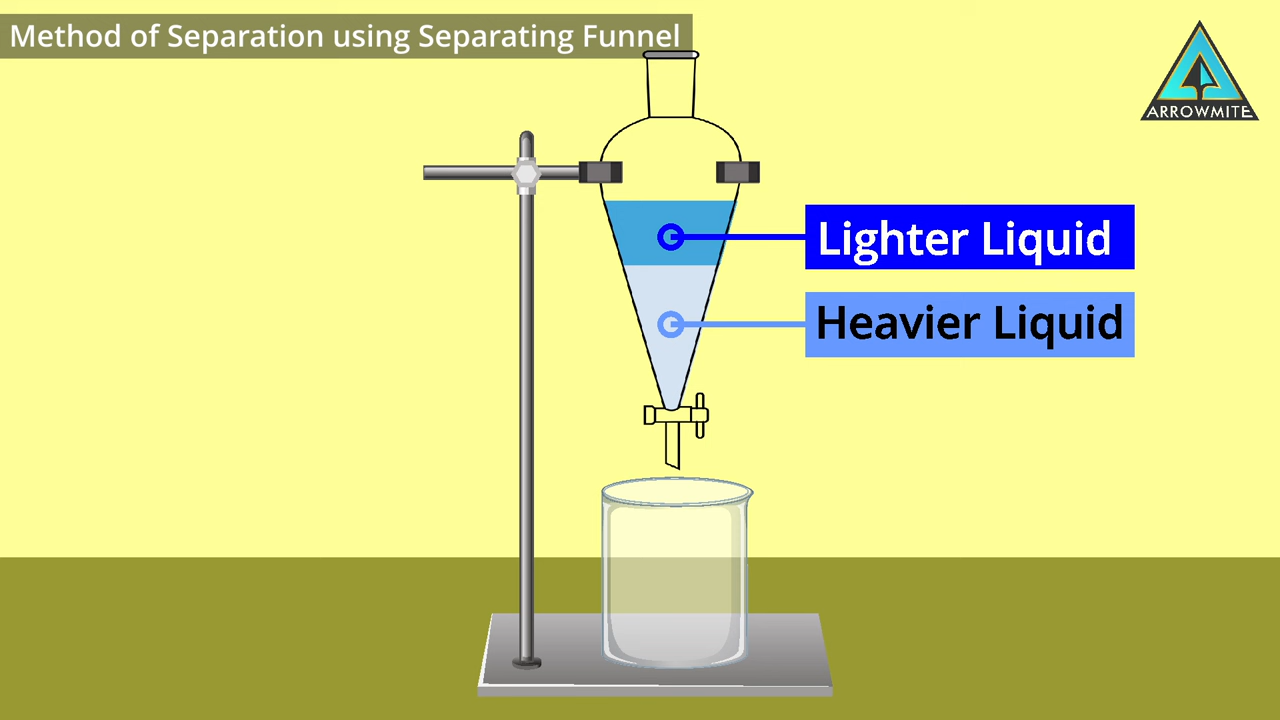 Method of Separation using Separating Funnel
ARROWMITE
Lighter Liquid
Heavier Liquid